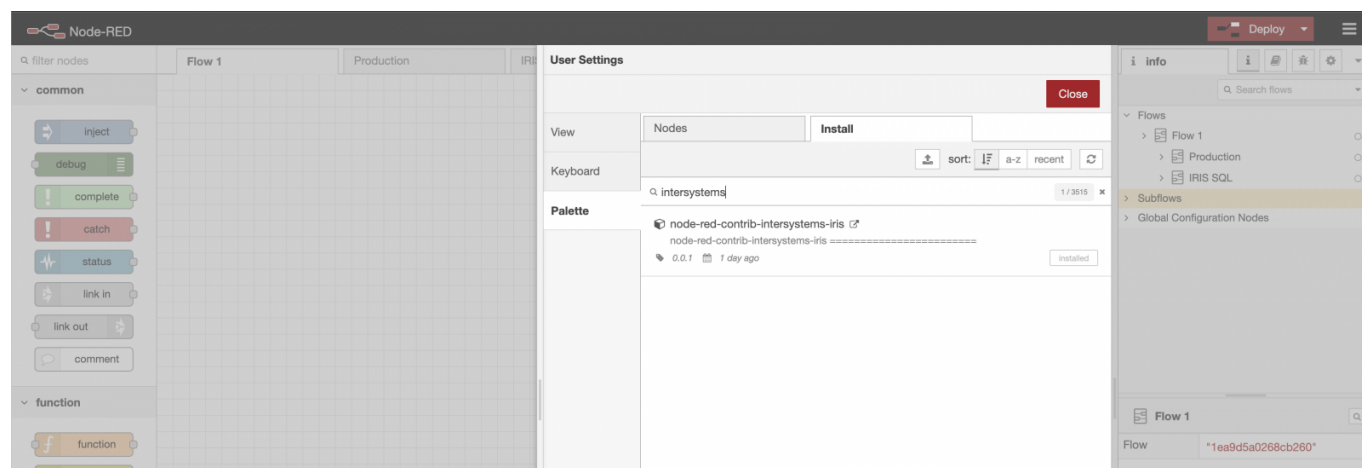 Node-RED
Deploy
filter nodes
Flow 1
Production
IRIS
User Settings
i info
Close
Search flows
common
inject
debug
complete
catch
status
link in
link out
comment
function
function
View
Keyboard
Palette
Nodes
Install
sort:
a-z
recent
intersystems
1 / 3515
node-red-contrib-intersystems-iris
node-red-contrib-intersystems-iris ========================
0.0.1
1 day ago
installed
Flows
Flow 1
Production
IRIS SQL
Subflows
Global Configuration Nodes
Flow 1
Flow
"1ea9d5a0268cb260"